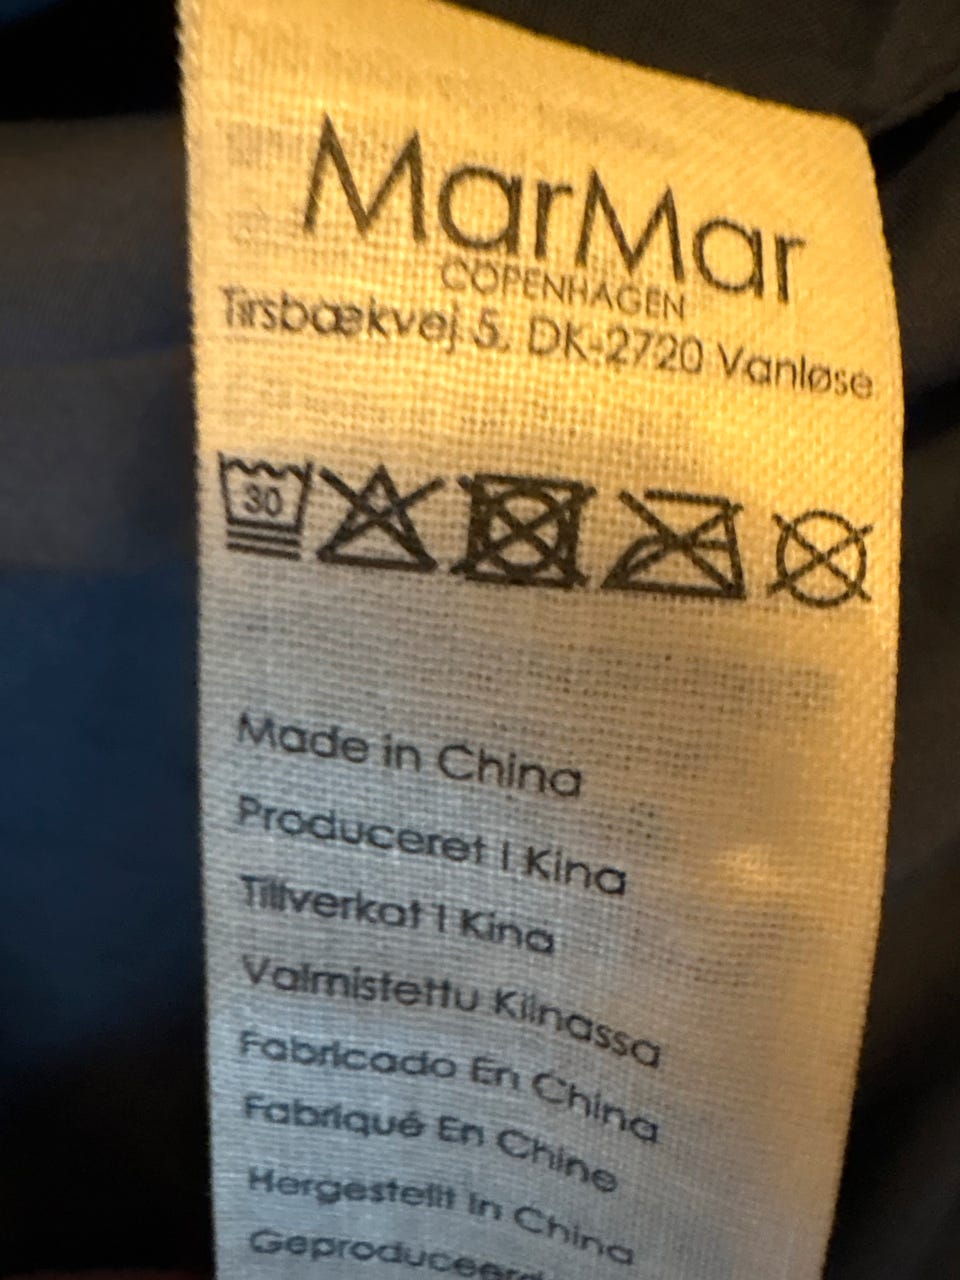 MarMar
COPENHAGEN
Tirsbækvej 5, DK-2720 Vanløse
30
Made in China
Produceret I Kina
Tillverkat I Kina
Valmistettu Kiinassa
Fabricado En China
Fabriqué En Chine
Hergestellt In China
Geproduceerd